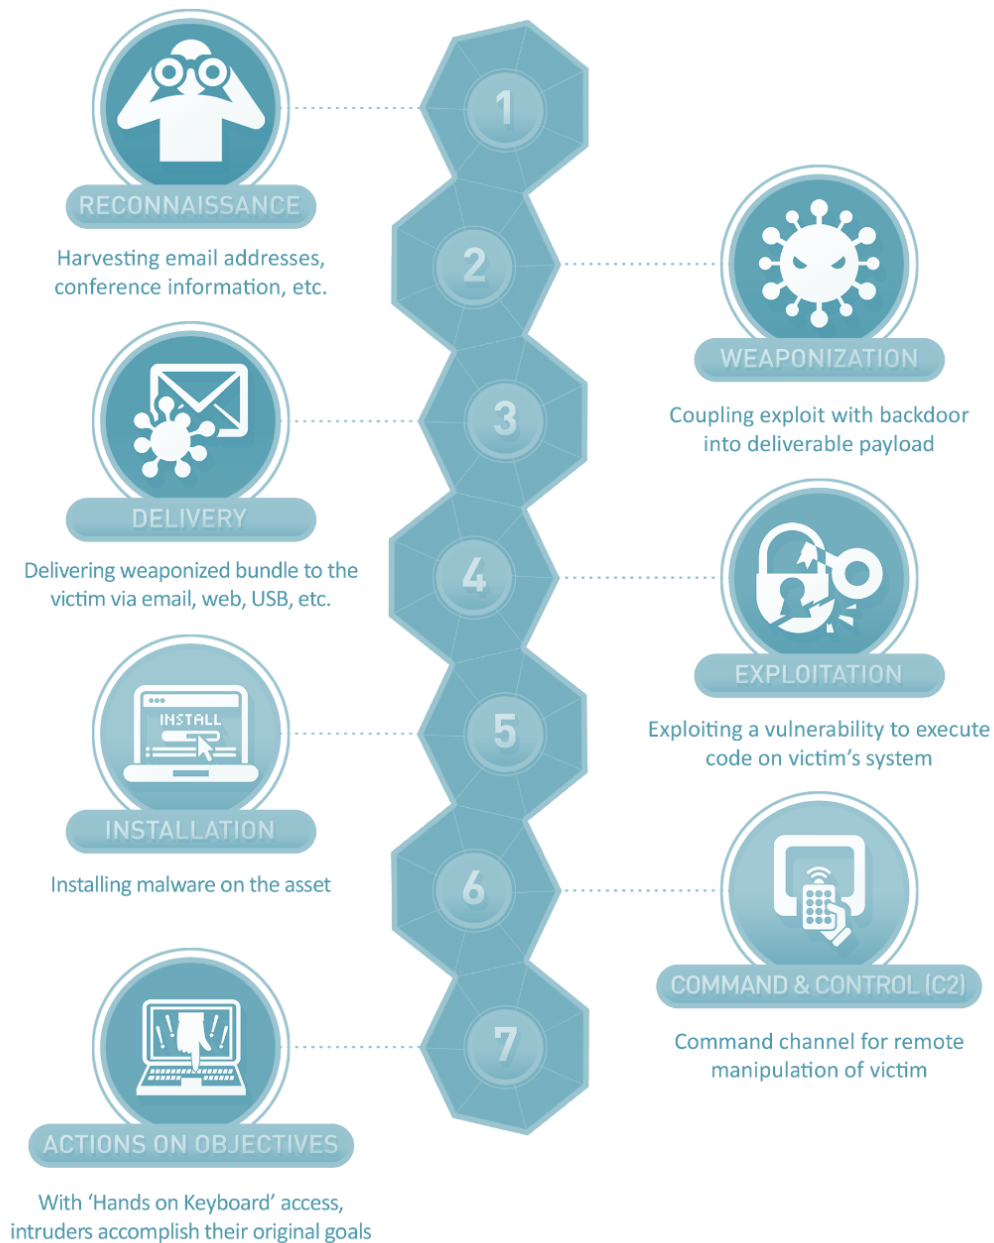 1
RECONNAISSANCE
Harvesting email addresses,
conference information, etc.
2
WEAPONIZATION
Coupling exploit with backdoor
into deliverable payload
3
DELIVERY
Delivering weaponized bundle to the
victim via email, web, USB, etc.
4
EXPLOITATION
Exploiting a vulnerability to execute
code on victim's system
5
INSTALL
INSTALLATION
Installing malware on the asset
6
COMMAND & CONTROL (C2)
Command channel for remote
manipulation of victim
7
! ! ! !
ACTIONS ON OBJECTIVES
With ‘Hands on Keyboard’ access,
intruders accomplish their original goals